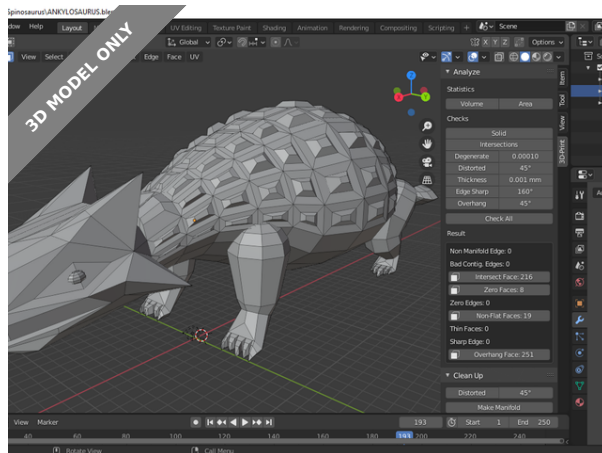 Spinosaurus\ANKYLOSAURUS.ble
dow Help Layout UV Editing Texture Paint Shading Animation Rendering Compositing Scripting + Scene
Global Options
X Y Z
View Select Edge Face UV
3D MODEL ONLY
Analyze
Statistics
Volume Area
Checks
Solid
Intersections
Degenerate 0.00010
Distorted 45°
Thickness 0.001 mm
Edge Sharp 160°
Overhang 45°
Check All
Result
Non Manifold Edge: 0
Bad Contig. Edges: 0
Intersect Face: 216
Zero Faces: 8
Zero Edges: 0
Non-Flat Faces: 19
Thin Faces: 0
Sharp Edge: 0
Overhang Face: 251
Clean Up
Distorted 45°
Make Manifold
Item
Tool
View
3D-Print
View Marker 193 Start 1 End 250
40 60 80 100 120 140 160 180 193 200 220 240
Rotate View Call Menu